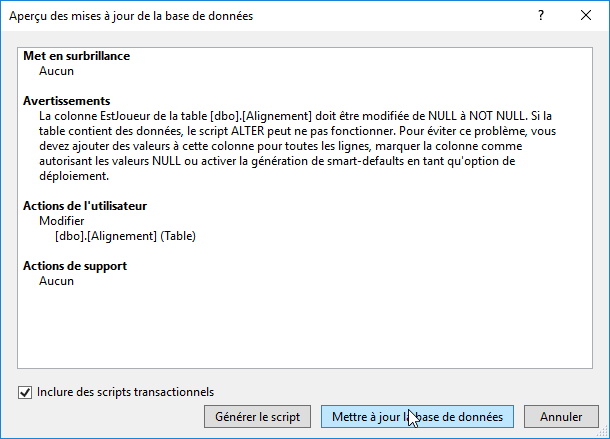 Aperçu des mises à jour de la base de données
?
Met en surbrillance
Aucun
Avertissements
La colonne EstJoueur de la table [dbo].[Alignement] doit être modifiée de NULL à NOT NULL. Si la
table contient des données, le script ALTER peut ne pas fonctionner. Pour éviter ce problème, vous
devez ajouter des valeurs à cette colonne pour toutes les lignes, marquer la colonne comme
autorisant les valeurs NULL ou activer la génération de smart-defaults en tant qu'option de
déploiement.
Actions de l'utilisateur
Modifier
[dbo].[Alignement] (Table)
Actions de support
Aucun
Inclure des scripts transactionnels
Générer le script
Mettre à jour la base de données
Annuler